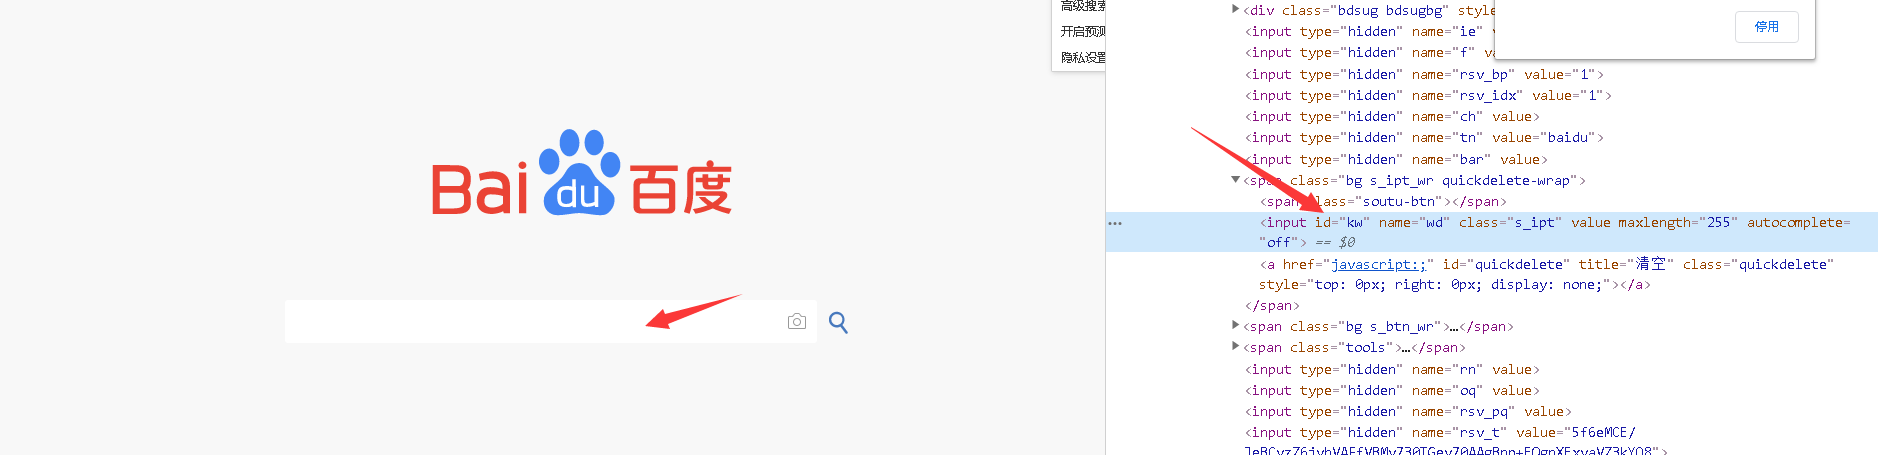 高级搜索
开启预测
隐私设置
Bai du 百度
<div class="bdsug bdsugbg" style
停用
<input type="hidden" name="ie" v
<input type="hidden" name="f" va
<input type="hidden" name="rsv_bp" value="1">
<input type="hidden" name="rsv_idx" value="1">
<input type="hidden" name="ch" value>
<input type="hidden" name="tn" value="baidu">
<input type="hidden" name="bar" value>
<span class="bg s_ipt_wr quickdelete-wrap">
<span class="soutu-btn"></span>
<input id="kw" name="wd" class="s_ipt" value maxlength="255" autocomplete=
"off"> == $0
<a href="javascript:;" id="quickdelete" title="清空" class="quickdelete"
style="top: 0px; right: 0px; display: none;"></a>
</span>
<span class="bg s_btn_wr">…</span>
<span class="tools">…</span>
<input type="hidden" name="rn" value>
<input type="hidden" name="oq" value>
<input type="hidden" name="rsv_pq" value>
<input type="hidden" name="rsv_t" value="5f6eMCE/